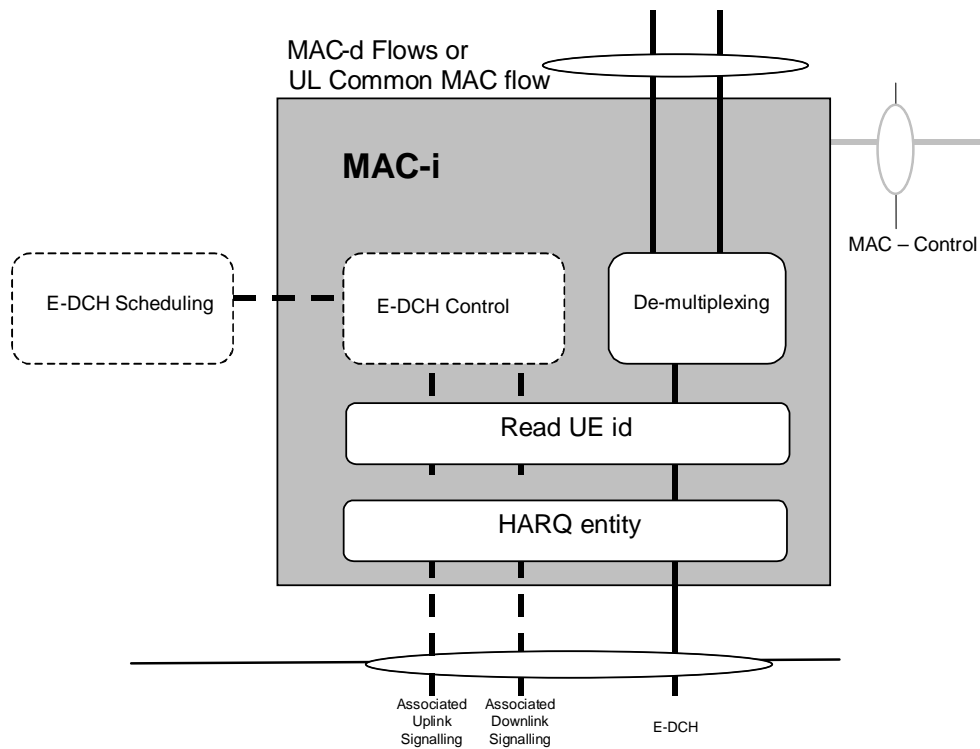 MAC-d Flows or
UL Common MAC flow
MAC-i
MAC – Control
E-DCH Scheduling
E-DCH Control
De-multiplexing
Read UE id
HARQ entity
Associated
Uplink
Signalling
Associated
Downlink
Signalling
E-DCH